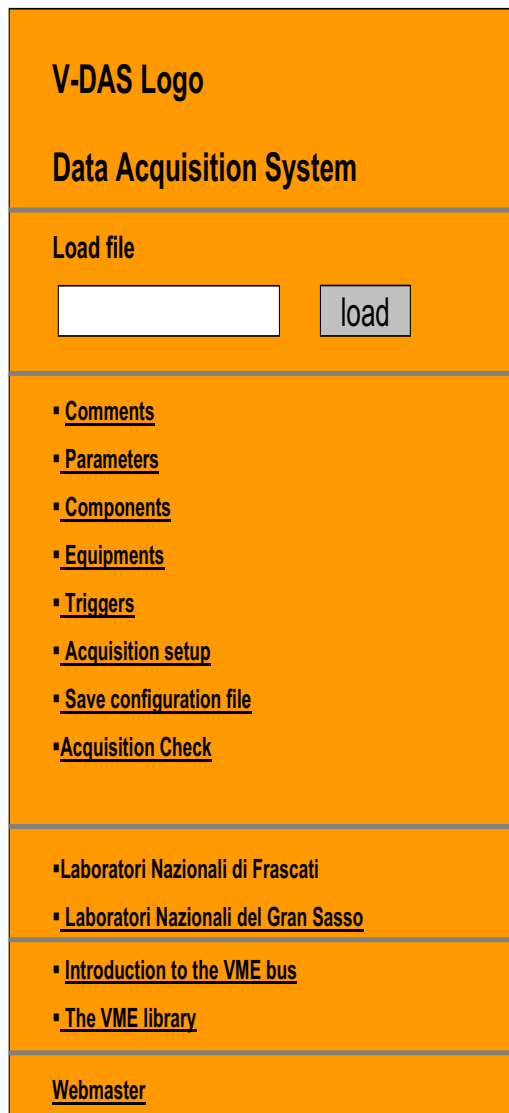 V-DAS Logo
Data Acquisition System
Load file
load
▪ Comments
▪ Parameters
▪ Components
▪ Equipments
▪ Triggers
▪ Acquisition setup
▪ Save configuration file
▪Acquisition Check
▪Laboratori Nazionali di Frascati
▪ Laboratori Nazionali del Gran Sasso
▪ Introduction to the VME bus
▪ The VME library
Webmaster